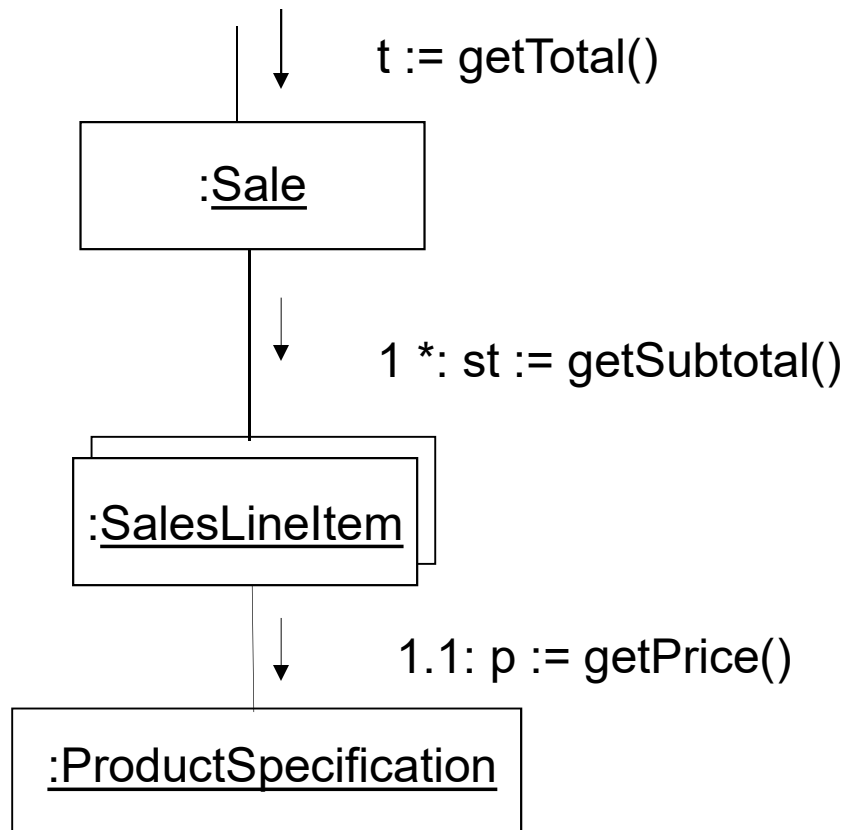 t := getTotal()
:Sale
1 *: st := getSubtotal()
:SalesLineItem
1.1: p := getPrice()
:ProductSpecification